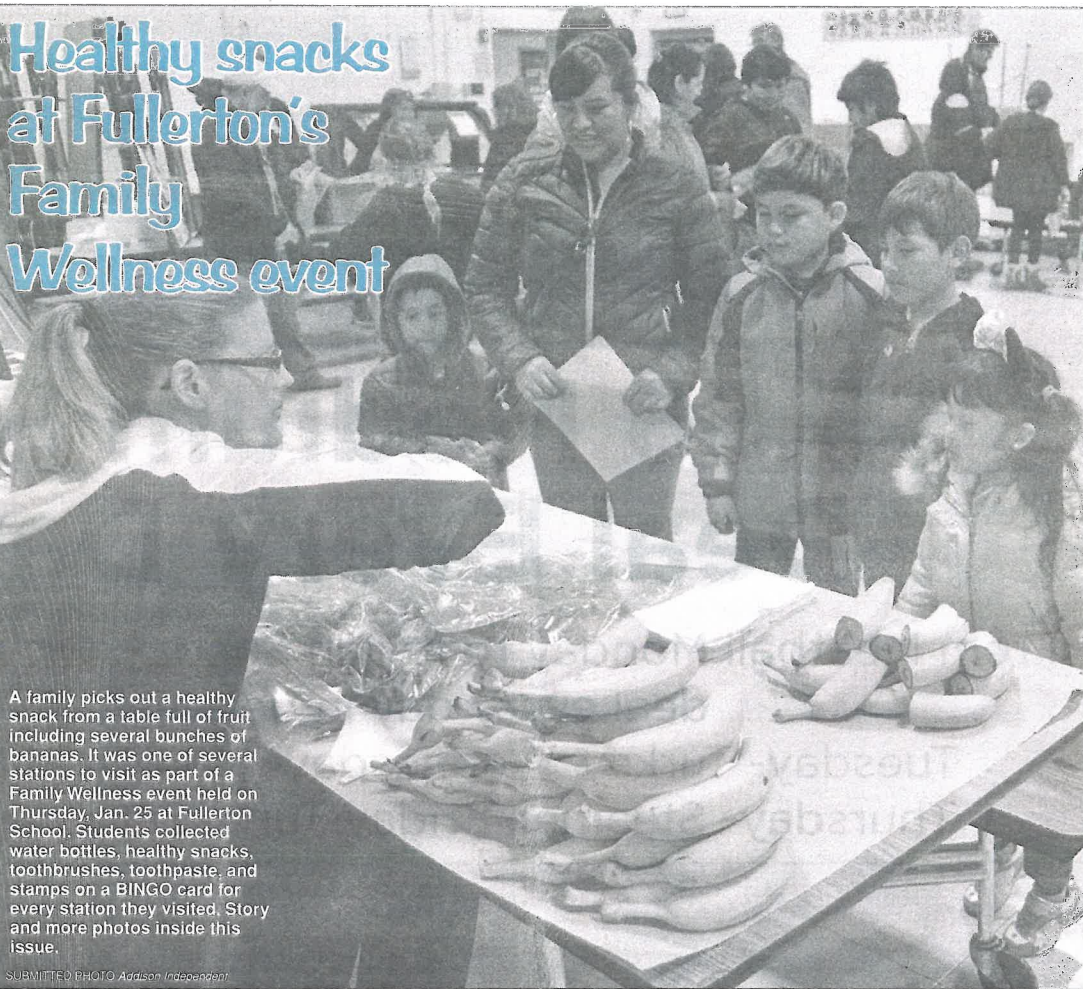 Healthy snacks
at Fullerton's
Family
Wellness event
A family picks out a healthy
snack from a table full of fruit
including several bunches of
bananas. It was one of several
stations to visit as part of a
Family Wellness event held on
Thursday, Jan. 25 at Fullerton
School. Students collected
water bottles, healthy snacks,
toothbrushes, toothpaste, and
stamps on a BINGO card for
every station they visited. Story
and more photos inside this
issue.
SUBMITTED PHOTO Addison Independent
Tuesday